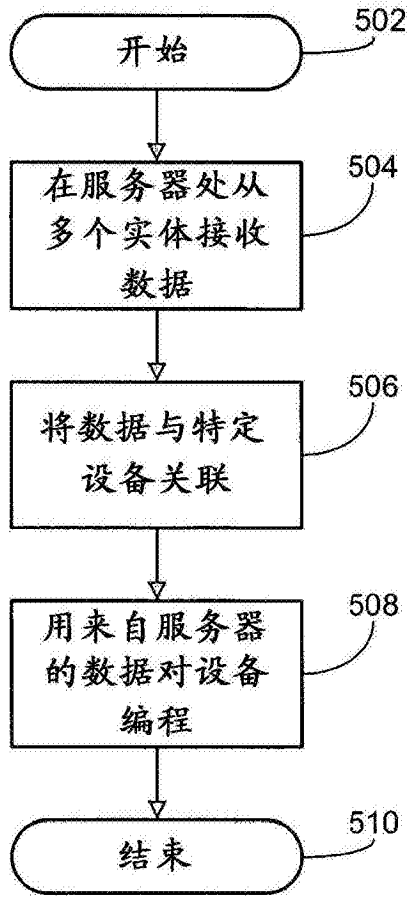 开始
502
在服务器处从
多个实体接收
数据
504
将数据与特定
设备关联
506
用来自服务器
的数据对设备
编程
508
结束
510